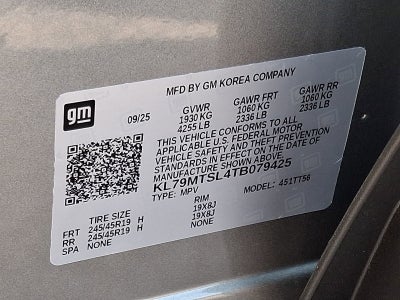 gm
MFD BY GM KOREA COMPANY
09/25
GVWR
1930 KG
4255 LB
GAWR FRT
1060 KG
2336 LB
GAWR RR
1060 KG
2336 LB
THIS VEHICLE CONFORMS TO ALL
APPLICABLE U.S. FEDERAL MOTOR
VEHICLE SAFETY AND THEFT PREVENTION
STANDARDS IN EFFECT ON THE DATE OF
MANUFACTURE SHOWN ABOVE.
KL79MTSL4TB079425
TYPE: MPV
MODEL: 451TT56
TIRE SIZE
RIM
FRT 245/45R19 H 19X8J
RR 245/45R19 H 19X8J
SPA NONE NONE